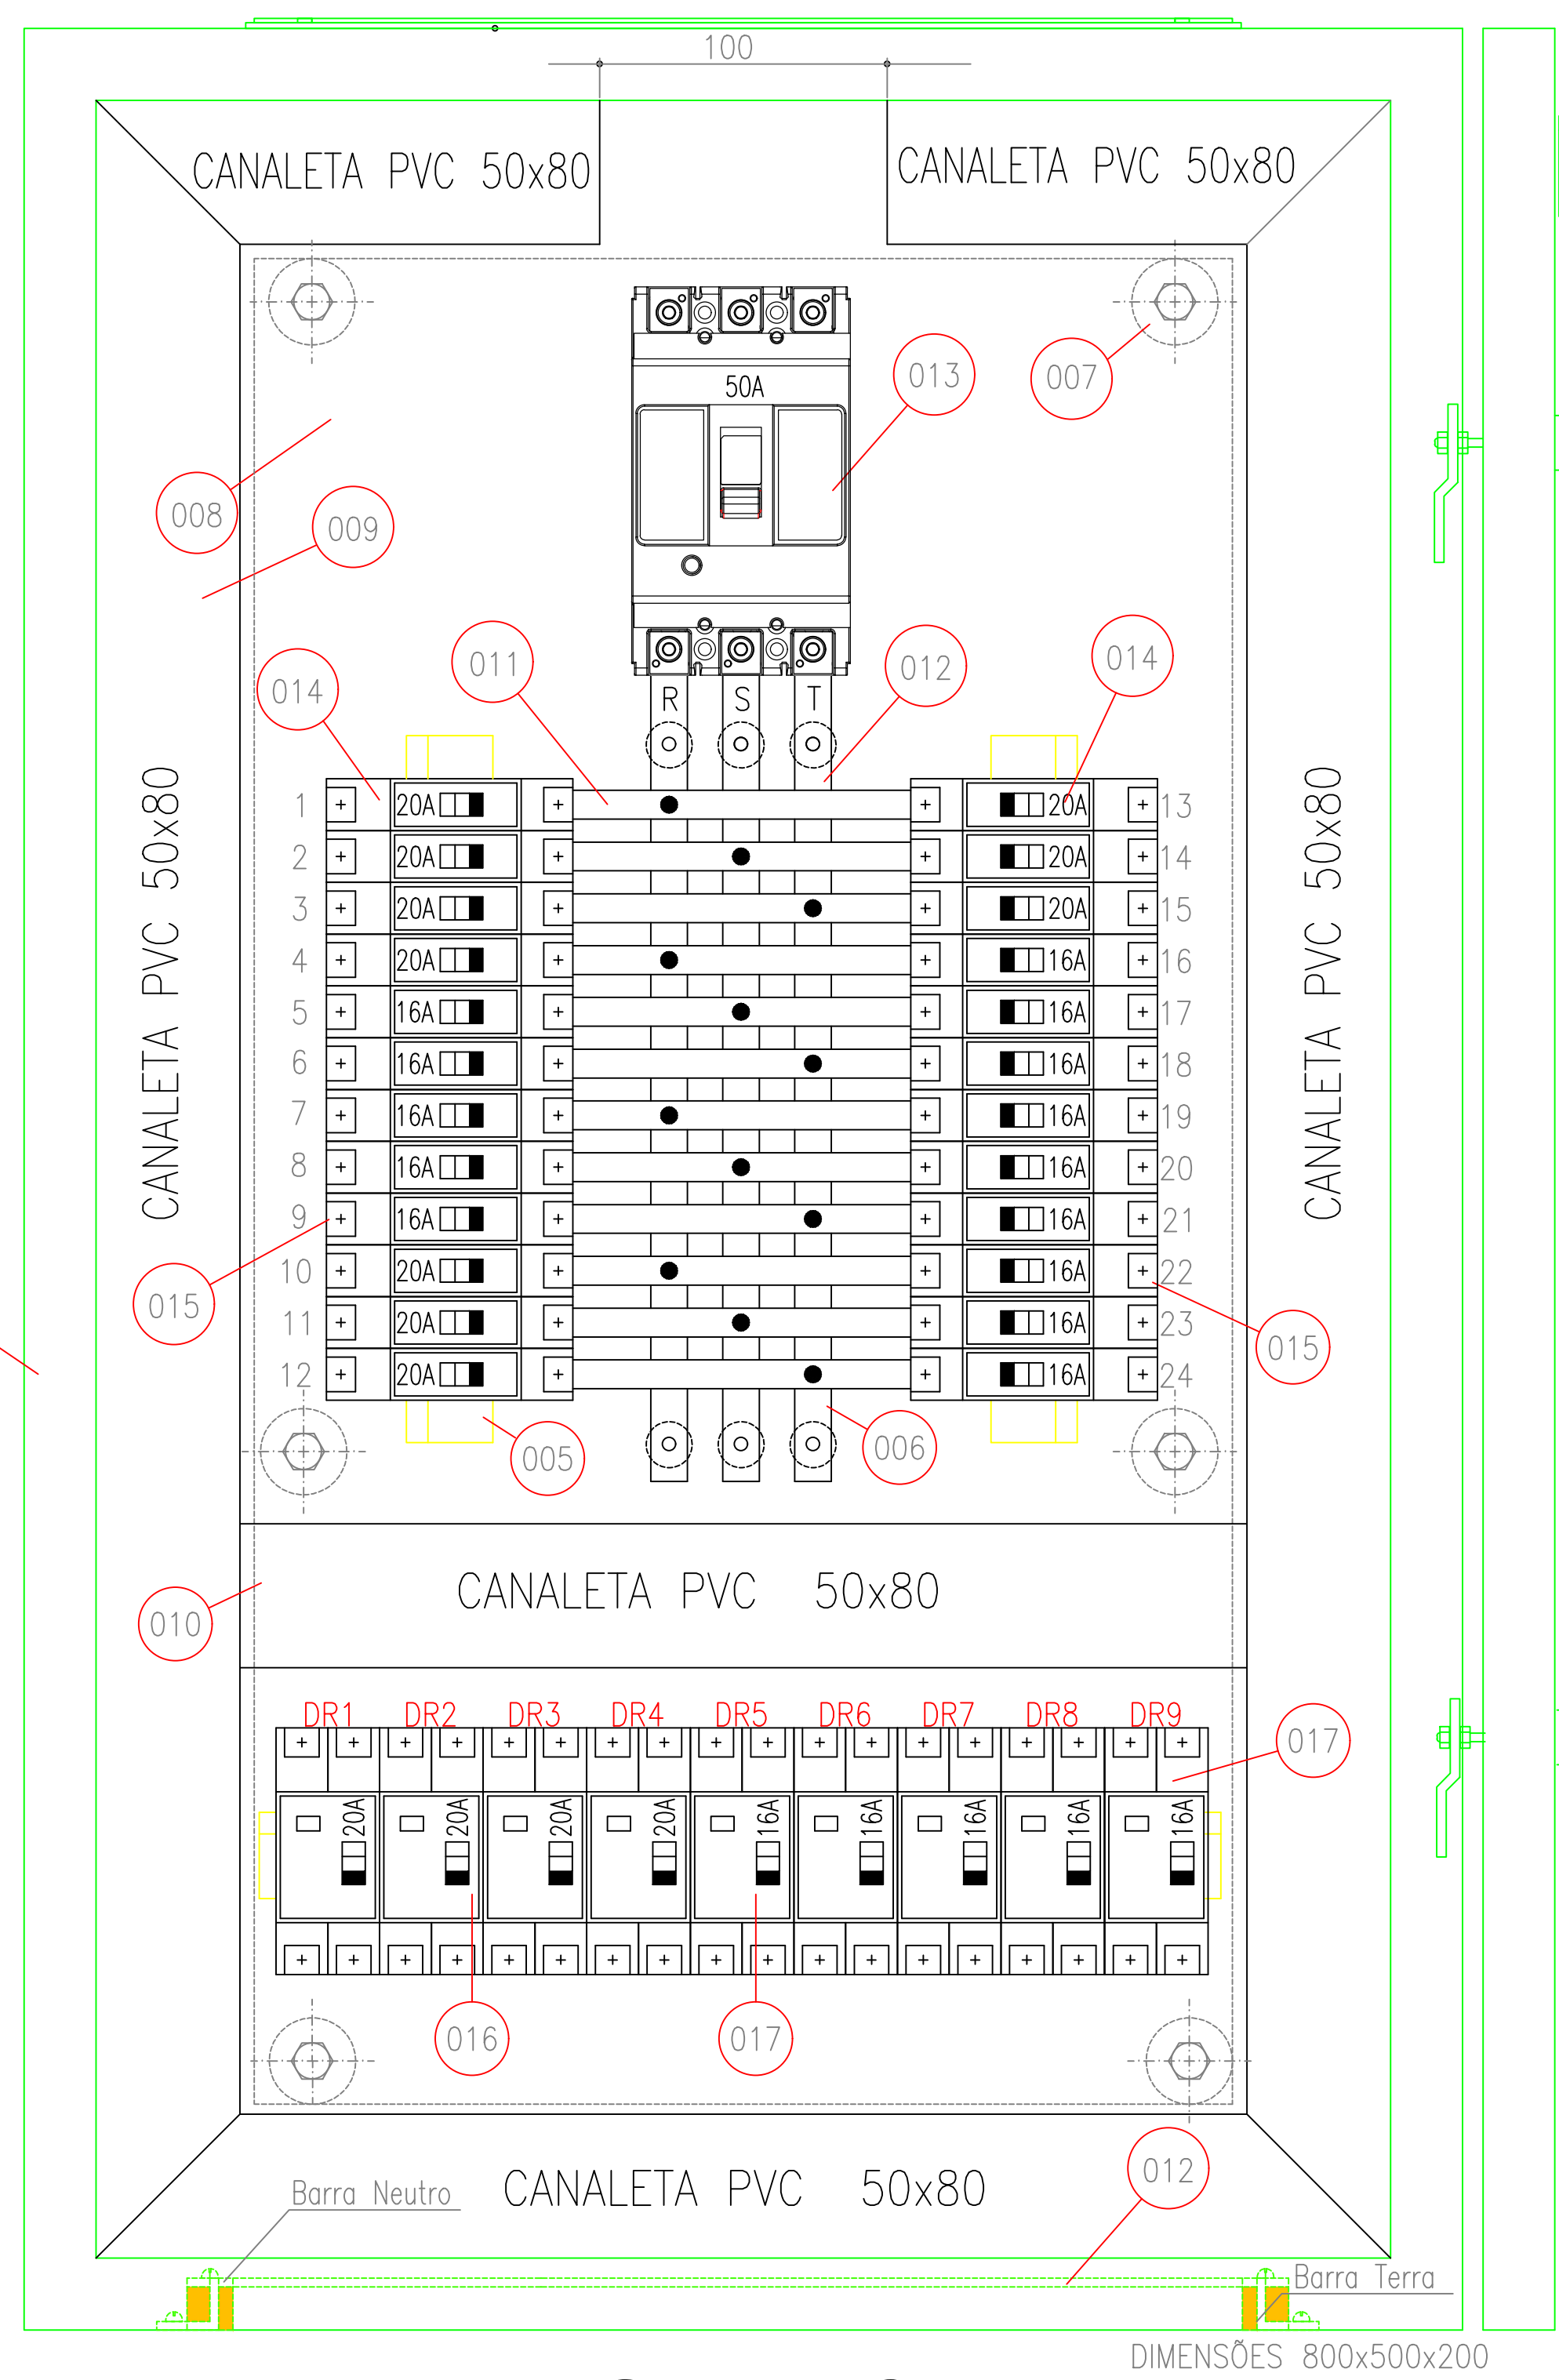 100
CANALETA PVC 50x80
CANALETA PVC 50x80
50A
013
007
008
009
011
012
014
014
R S T
CANALETA PVC 50x80
CANALETA PVC 50x80
1 20A 20A 13
2 20A 20A 14
3 20A 20A 15
4 20A 16A 16
5 16A 16A 17
6 16A 16A 18
7 16A 16A 19
8 16A 16A 20
9 16A 16A 21
10 20A 16A 22
11 20A 16A 23
12 20A 16A 24
015
015
005
006
CANALETA PVC 50x80
010
DR1 DR2 DR3 DR4 DR5 DR6 DR7 DR8 DR9
017
20A 20A 20A 20A 16A 16A 16A 16A 16A
016
017
012
Barra Neutro
CANALETA PVC 50x80
Barra Terra
DIMENSÕES 800x500x200